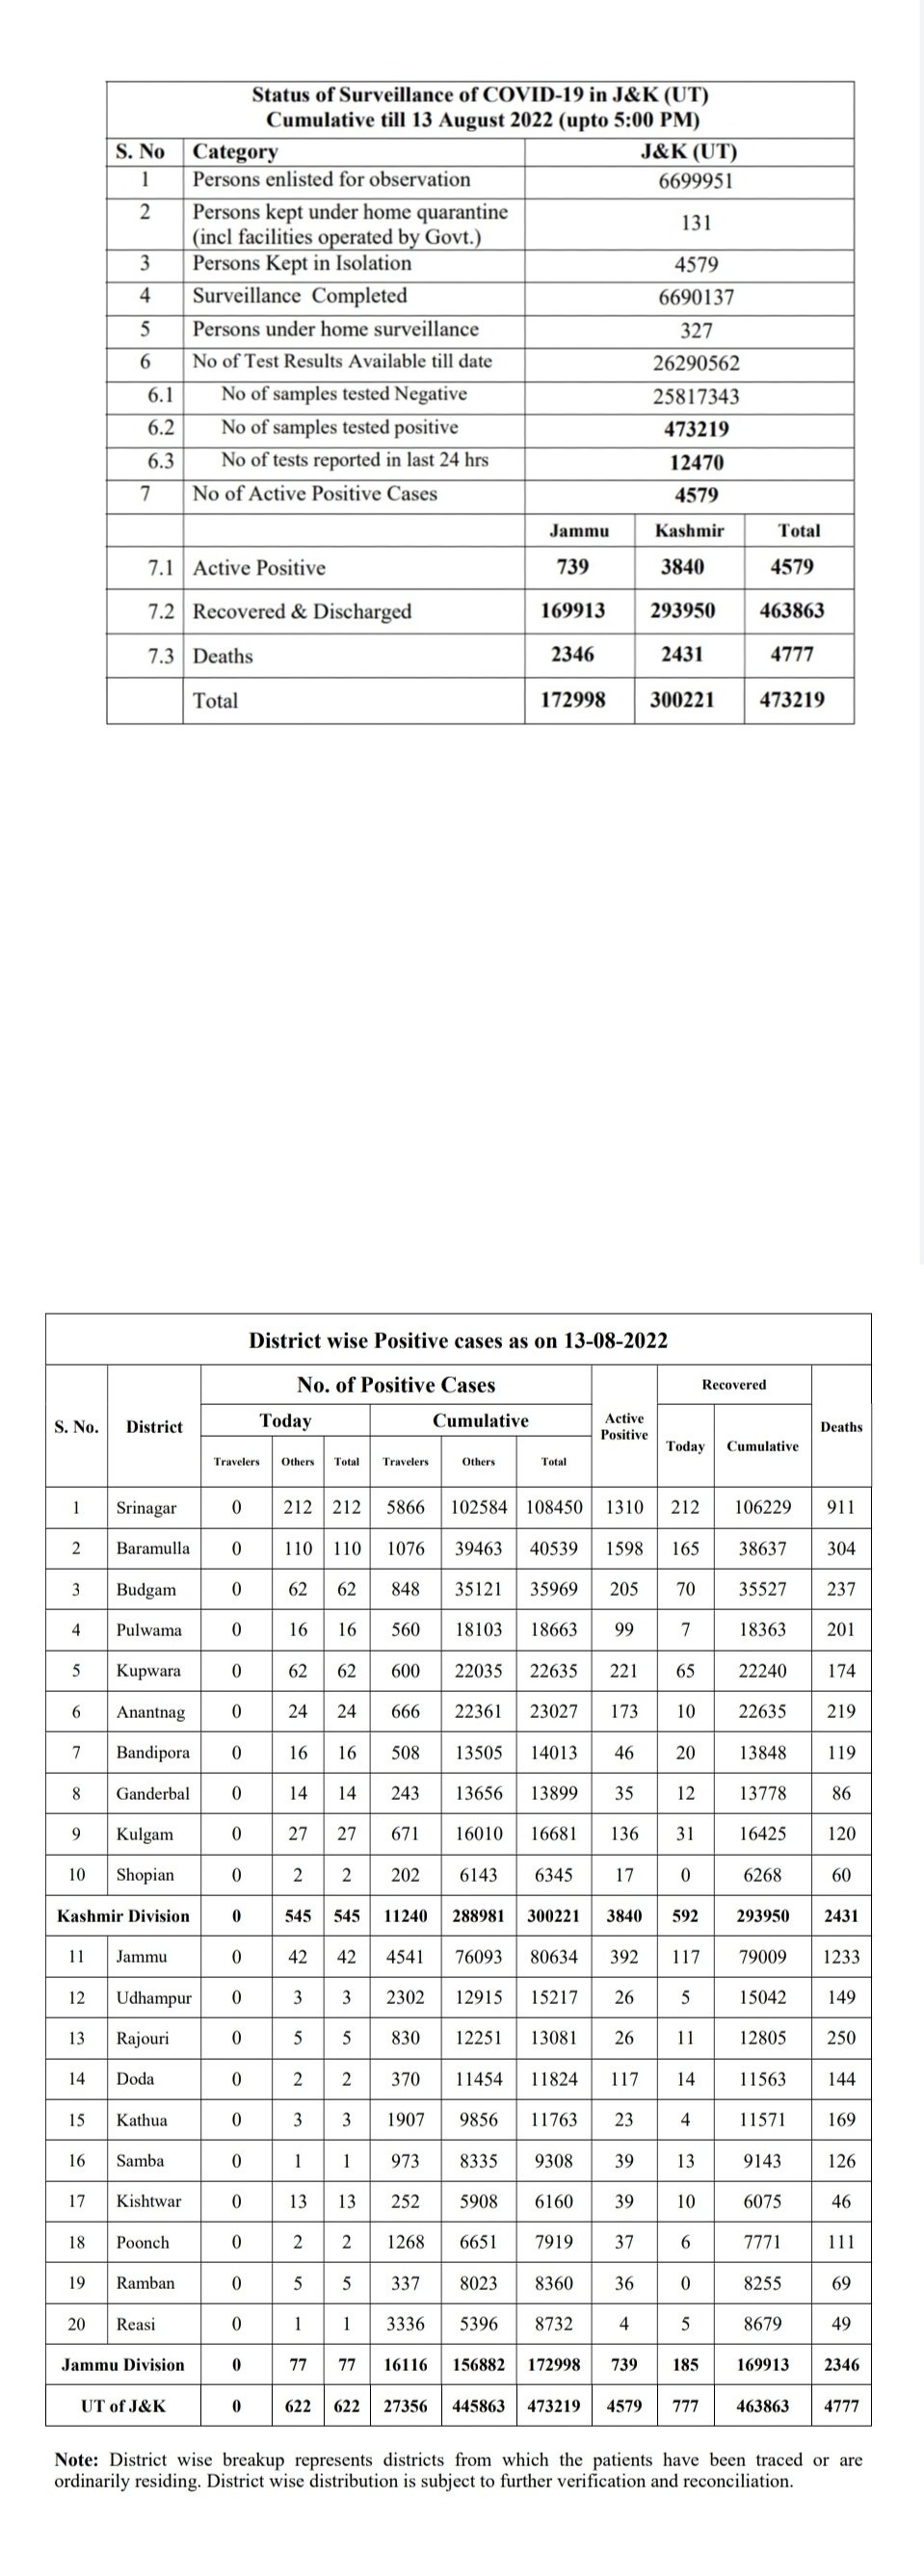 Status of Surveillance of COVID-19 in J&K (UT)
Cumulative till 13 August 2022 (upto 5:00 PM)
S. No Category J&K (UT)
1 Persons enlisted for observation 6699951
2 Persons kept under home quarantine
(incl facilities operated by Govt.) 131
3 Persons Kept in Isolation 4579
4 Surveillance Completed 6690137
5 Persons under home surveillance 327
6 No of Test Results Available till date 26290562
6.1 No of samples tested Negative 25817343
6.2 No of samples tested positive 473219
6.3 No of tests reported in last 24 hrs 12470
7 No of Active Positive Cases 4579
Jammu Kashmir Total
7.1 Active Positive 739 3840 4579
7.2 Recovered & Discharged 169913 293950 463863
7.3 Deaths 2346 2431 4777
Total 172998 300221 473219
District wise Positive cases as on 13-08-2022
S. No. District No. of Positive Cases Active Positive Recovered Deaths
Today Cumulative Today Cumulative
Travelers Others Total Travelers Others Total
1 Srinagar 0 212 212 5866 102584 108450 1310 212 106229 911
2 Baramulla 0 110 110 1076 39463 40539 1598 165 38637 304
3 Budgam 0 62 62 848 35121 35969 205 70 35527 237
4 Pulwama 0 16 16 560 18103 18663 99 7 18363 201
5 Kupwara 0 62 62 600 22035 22635 221 65 22240 174
6 Anantnag 0 24 24 666 22361 23027 173 10 22635 219
7 Bandipora 0 16 16 508 13505 14013 46 20 13848 119
8 Ganderbal 0 14 14 243 13656 13899 35 12 13778 86
9 Kulgam 0 27 27 671 16010 16681 136 31 16425 120
10 Shopian 0 2 2 202 6143 6345 17 0 6268 60
Kashmir Division 0 545 545 11240 288981 300221 3840 592 293950 2431
11 Jammu 0 42 42 4541 76093 80634 392 117 79009 1233
12 Udhampur 0 3 3 2302 12915 15217 26 5 15042 149
13 Rajouri 0 5 5 830 12251 13081 26 11 12805 250
14 Doda 0 2 2 370 11454 11824 117 14 11563 144
15 Kathua 0 3 3 1907 9856 11763 23 4 11571 169
16 Samba 0 1 1 973 8335 9308 39 13 9143 126
17 Kishtwar 0 13 13 252 5908 6160 39 10 6075 46
18 Poonch 0 2 2 1268 6651 7919 37 6 7771 111
19 Ramban 0 5 5 337 8023 8360 36 0 8255 69
20 Reasi 0 1 1 3336 5396 8732 4 5 8679 49
Jammu Division 0 77 77 16116 156882 172998 739 185 169913 2346
UT of J&K 0 622 622 27356 445863 473219 4579 777 463863 4777
Note: District wise breakup represents districts from which the patients have been traced or are
ordinarily residing. District wise distribution is subject to further verification and reconciliation.